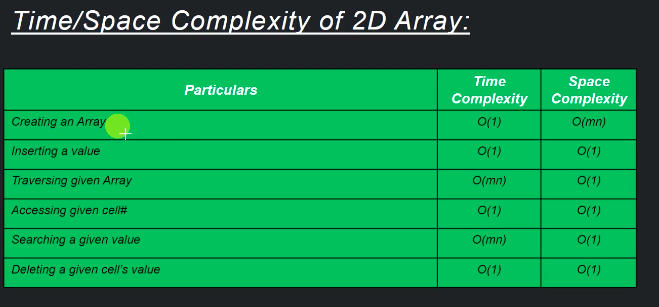 Time/Space Complexity of 2D Array:
Particulars Time Complexity Space Complexity
Creating an Array O(1) O(mn)
Inserting a value O(1) O(1)
Traversing given Array O(mn) O(1)
Accessing given cell# O(1) O(1)
Searching a given value O(mn) O(1)
Deleting a given cell's value O(1) O(1)